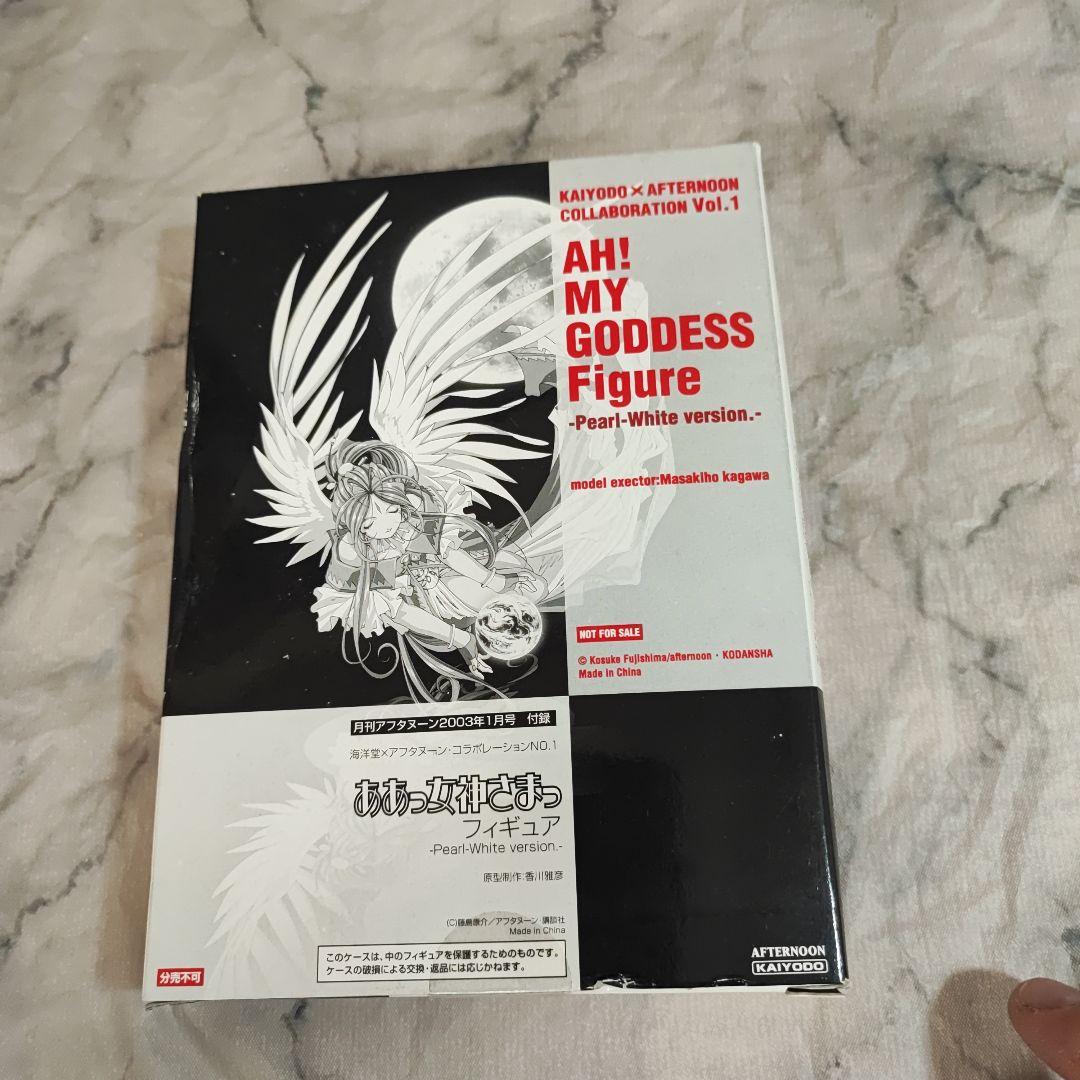 KAIYODO×AFTERNOON
COLLABORATION Vol.1
AH!
MY
GODDESS
Figure
-Pearl-White version.-
model exector:Masakiho kagawa
NOT FOR SALE
© Kosuke Fujishima/afternoon・KODANSHA
Made in China
月刊アフタヌーン2003年1月号 付録
海洋堂×アフタヌーン・コラボレーションNO.1
ああっ女神さまっ
フィギュア
-Pearl-White version.-
原型制作:香川雅彦
(C)藤島康介/アフタヌーン・講談社
Made in China
このケースは、中のフィギュアを保護するためのものです。
ケースの破損による交換・返品には応じかねます。
分売不可
AFTERNOON
KAIYODO